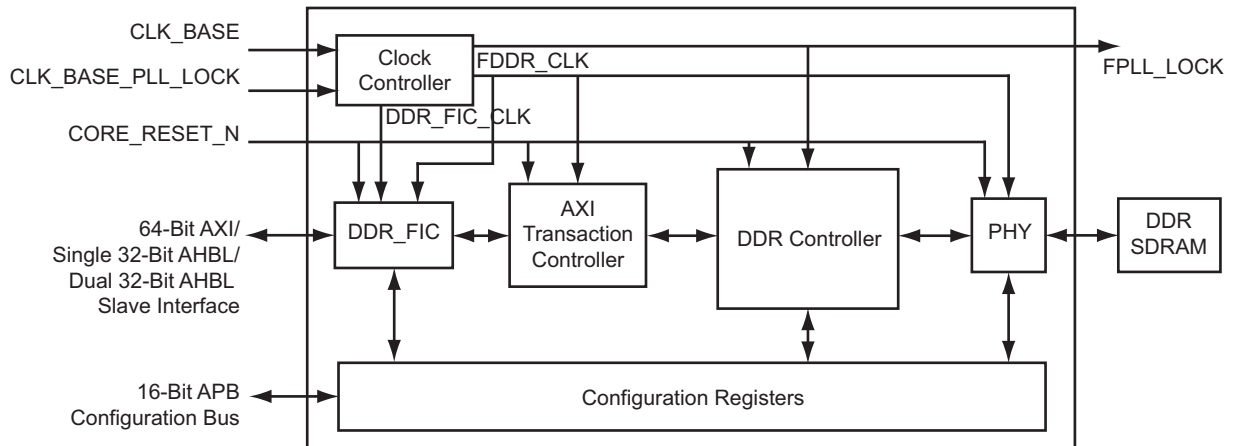 CLK_BASE
Clock
Controller
FDDR_CLK
FPLL_LOCK
CLK_BASE_PLL_LOCK
DDR_FIC_CLK
CORE_RESET_N
64-Bit AXI/
Single 32-Bit AHBL/
Dual 32-Bit AHBL
Slave Interface
DDR_FIC
AXI
Transaction
Controller
DDR Controller
PHY
DDR
SDRAM
16-Bit APB
Configuration Bus
Configuration Registers